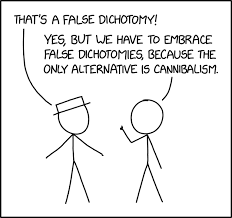 THAT'S A FALSE DICHOTOMY!
YES, BUT WE HAVE TO EMBRACE
FALSE DICHOTOMIES, BECAUSE THE
ONLY ALTERNATIVE IS CANNIBALISM.